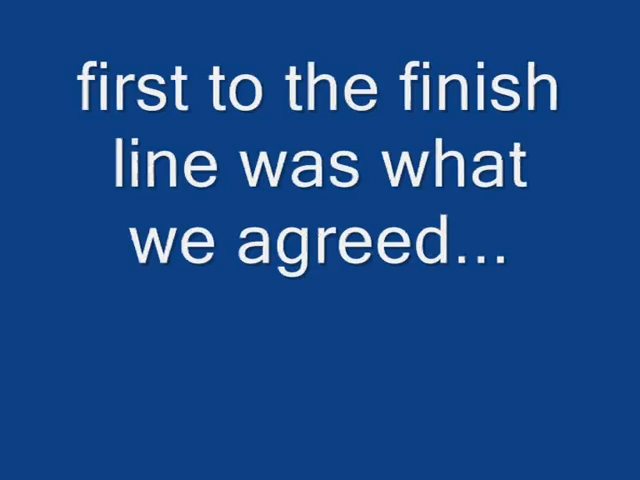 first to the finish
line was what
we agreed...